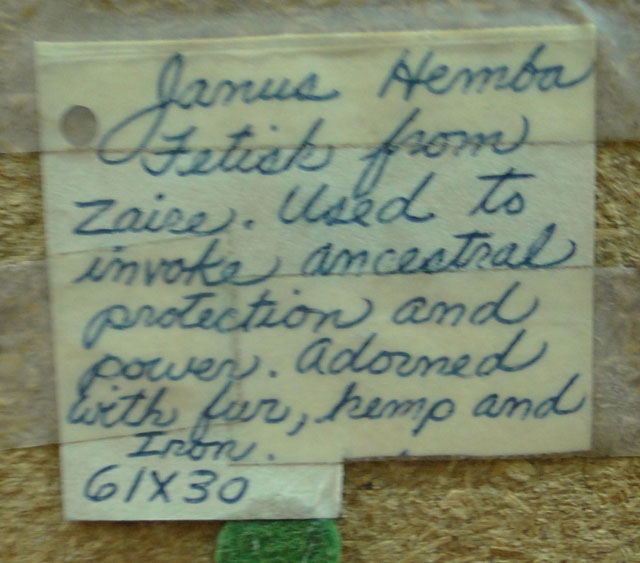 Janus Hemba
Fetish from
Zaire. Used to
invoke ancestral
protection and
power. Adorned
with fur, hemp and
Iron.
61X30